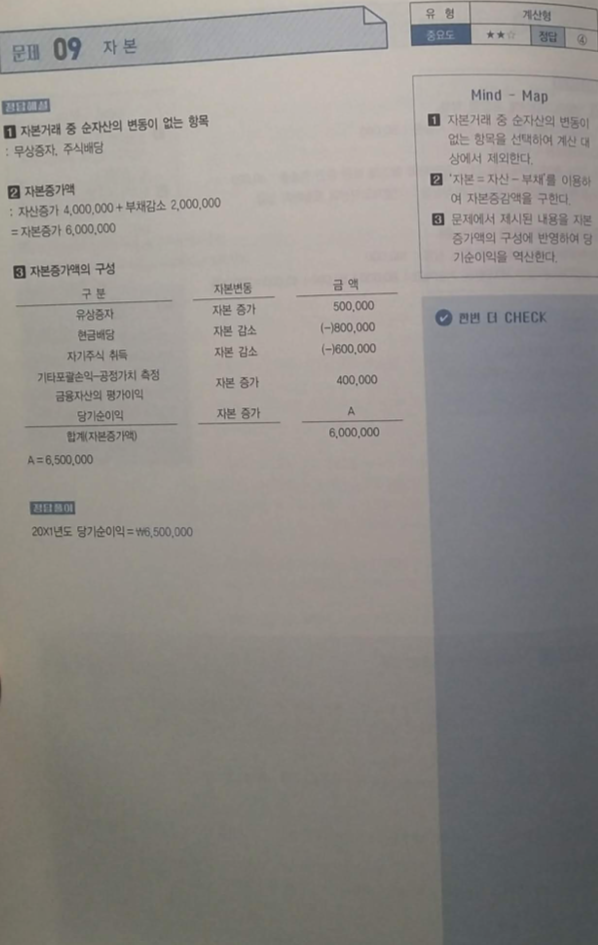 문제 09 자본
유 형 계산형
중요도 ★★☆ 정답 ④
정답해설
1 자본거래 중 순자산의 변동이 없는 항목
: 무상증자, 주식배당
2 자본증가액
: 자산증가 4,000,000 + 부채감소 2,000,000
= 자본증가 6,000,000
3 자본증가액의 구성
구 분 자본변동 금 액
유상증자 자본 증가 500,000
현금배당 자본 감소 (-)800,000
자기주식 취득 자본 감소 (-)600,000
기타포괄손익-공정가치 측정
금융자산의 평가이익 자본 증가 400,000
당기순이익 자본 증가 A
합계(자본증가액) 6,000,000
A = 6,500,000
정답풀이
20X1년도 당기순이익 = ₩6,500,000
Mind - Map
1 자본거래 중 순자산의 변동이
없는 항목을 선택하여 계산 대
상에서 제외한다.
2 '자본 = 자산 - 부채'를 이용하
여 자본증감액을 구한다.
3 문제에서 제시된 내용을 자본
증가액의 구성에 반영하여 당
기순이익을 역산한다.
한번 더 CHECK